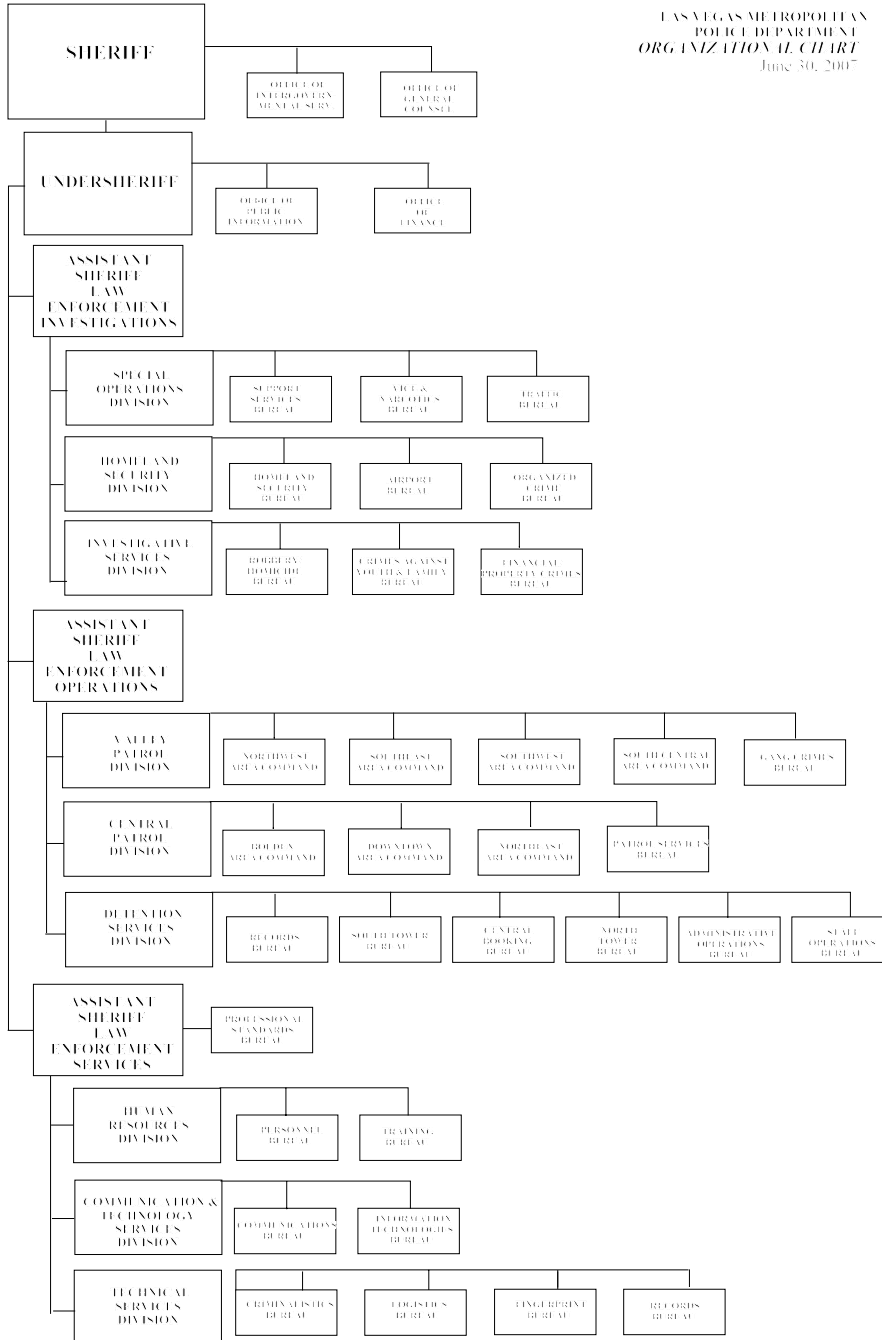 LAS VEGAS METROPOLITAN
POLICE DEPARTMENT
ORGANIZATIONAL CHART
June 30, 2007
SHERIFF
OFFICE OF
INTERGOVERN
MENTAL SERV.
OFFICE OF
GENERAL
COUNSEL
UNDERSHERIFF
OFFICE OF
PUBLIC
INFORMATION
OFFICE
OF
FINANCE
ASSISTANT
SHERIFF
LAW
ENFORCEMENT
INVESTIGATIONS
SPECIAL
OPERATIONS
DIVISION
SUPPORT
SERVICES
BUREAU
VICE &
NARCOTICS
BUREAU
TRAFFIC
BUREAU
HOMELAND
SECURITY
DIVISION
HOMELAND
SECURITY
BUREAU
AIRPORT
BUREAU
ORGANIZED
CRIME
BUREAU
INVESTIGATIVE
SERVICES
DIVISION
ROBBERY
HOMICIDE
BUREAU
CRIMES AGAINST
YOUTH & FAMILY
BUREAU
FINANCIAL
PROPERTY CRIMES
BUREAU
ASSISTANT
SHERIFF
LAW
ENFORCEMENT
OPERATIONS
VALLEY
PATROL
DIVISION
NORTHWEST
AREA COMMAND
SOUTHEAST
AREA COMMAND
SOUTHWEST
AREA COMMAND
SOUTH CENTRAL
AREA COMMAND
GANG CRIMES
BUREAU
CENTRAL
PATROL
DIVISION
BOLDEN
AREA COMMAND
DOWNTOWN
AREA COMMAND
NORTHEAST
AREA COMMAND
PATROL SERVICES
BUREAU
DETENTION
SERVICES
DIVISION
RECORDS
BUREAU
SOUTH TOWER
BUREAU
CENTRAL
BOOKING
BUREAU
NORTH
TOWER
BUREAU
ADMINISTRATIVE
OPERATIONS
BUREAU
STAFF
OPERATIONS
BUREAU
ASSISTANT
SHERIFF
LAW
ENFORCEMENT
SERVICES
PROFESSIONAL
STANDARDS
BUREAU
HUMAN
RESOURCES
DIVISION
PERSONNEL
BUREAU
TRAINING
BUREAU
COMMUNICATION &
TECHNOLOGY
SERVICES
DIVISION
COMMUNICATIONS
BUREAU
INFORMATION
TECHNOLOGIES
BUREAU
TECHNICAL
SERVICES
DIVISION
CRIMINALISTICS
BUREAU
LOGISTICS
BUREAU
FINGERPRINT
BUREAU
RECORDS
BUREAU